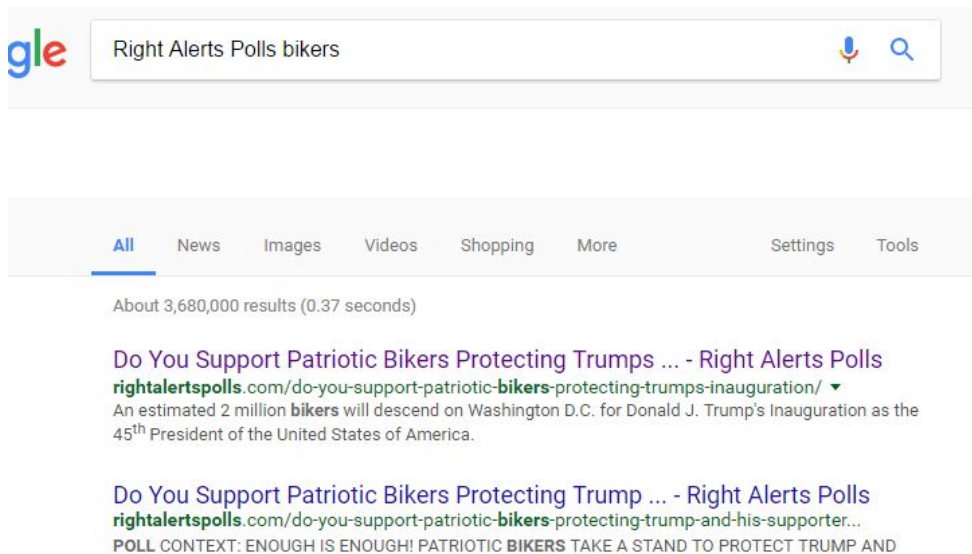 gle
Right Alerts Polls bikers
All News Images Videos Shopping More Settings Tools
About 3,680,000 results (0.37 seconds)
Do You Support Patriotic Bikers Protecting Trumps ... - Right Alerts Polls
rightalertspolls.com/do-you-support-patriotic-bikers-protecting-trumps-inauguration/
An estimated 2 million bikers will descend on Washington D.C. for Donald J. Trump's Inauguration as the
45th President of the United States of America.
Do You Support Patriotic Bikers Protecting Trump ... - Right Alerts Polls
rightalertspolls.com/do-you-support-patriotic-bikers-protecting-trump-and-his-supporter...
POLL CONTEXT: ENOUGH IS ENOUGH! PATRIOTIC BIKERS TAKE A STAND TO PROTECT TRUMP AND